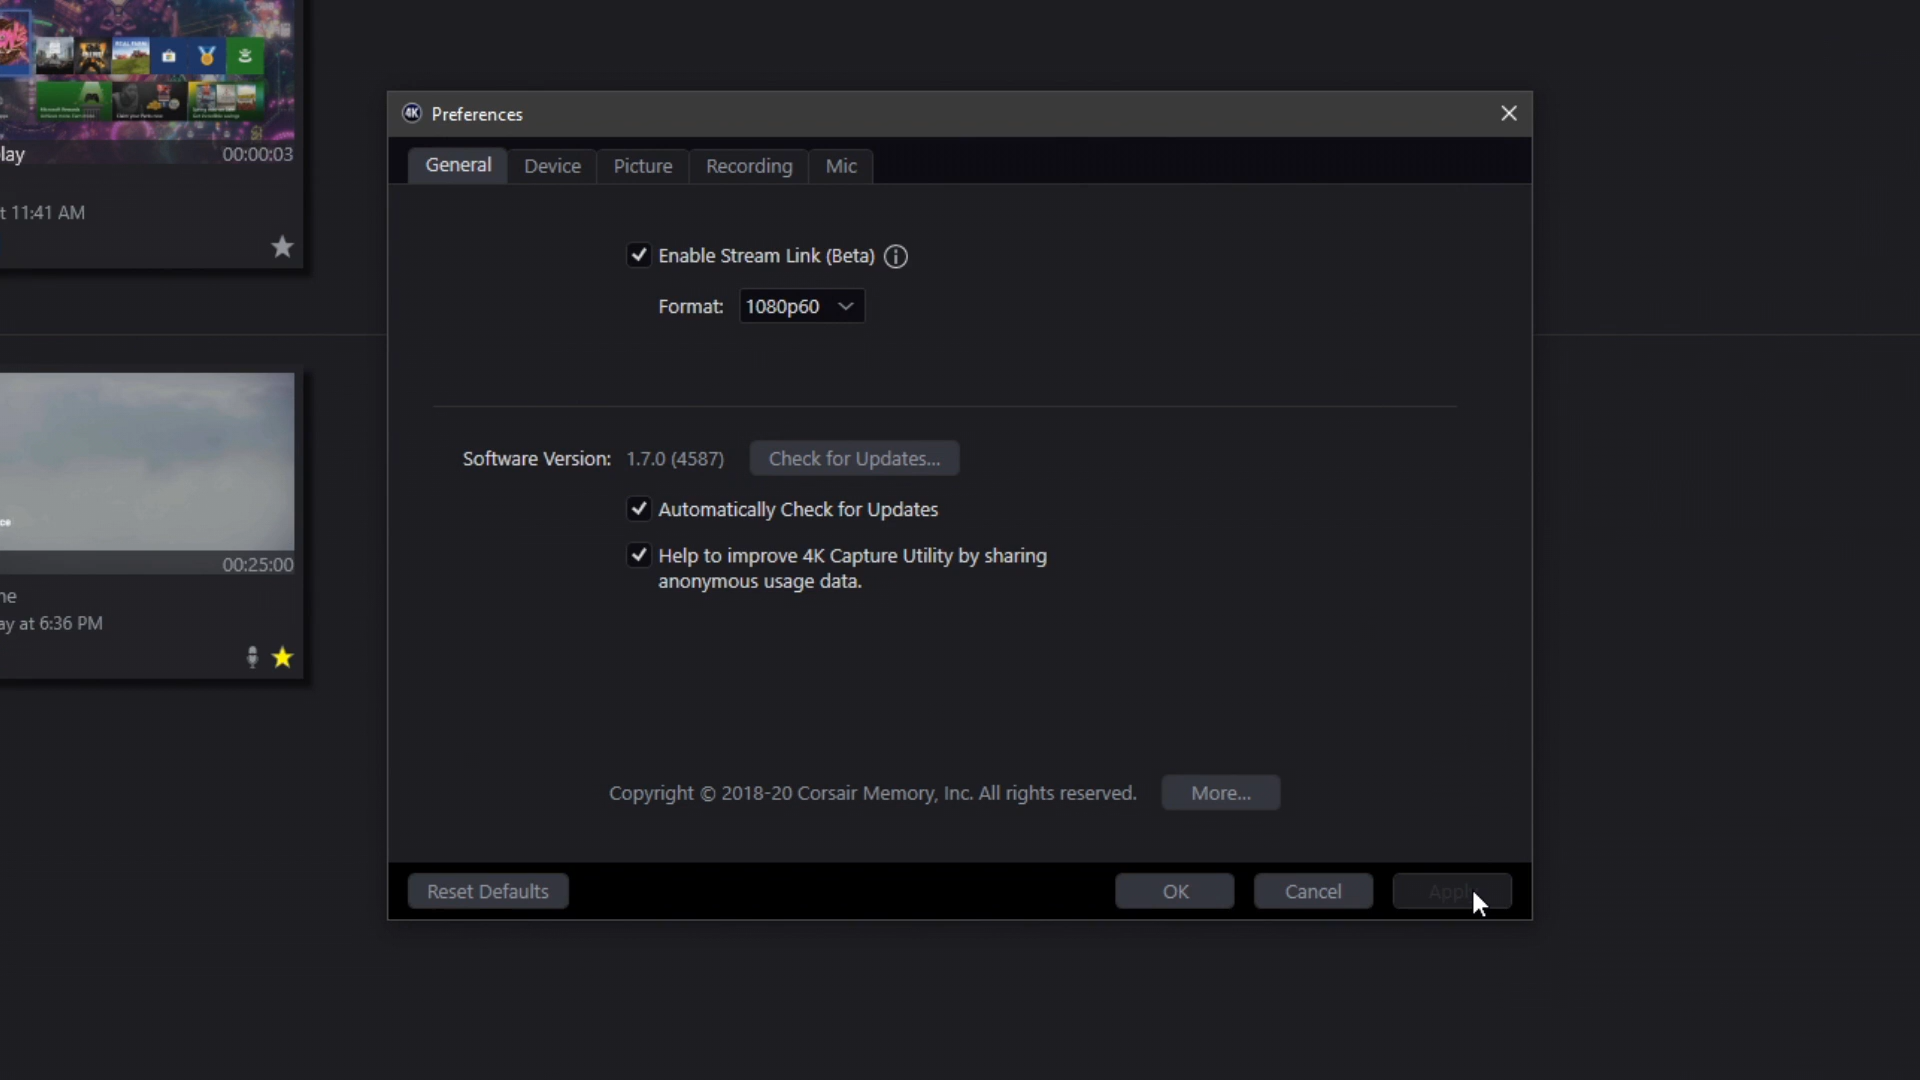 lay
00:00:03
t 11:41 AM
ce
00:25:00
ne
ay at 6:36 PM
4K Preferences
General Device Picture Recording Mic
Enable Stream Link (Beta)
Format: 1080p60
Software Version: 1.7.0 (4587) Check for Updates...
Automatically Check for Updates
Help to improve 4K Capture Utility by sharing
anonymous usage data.
Copyright © 2018-20 Corsair Memory, Inc. All rights reserved. More...
Reset Defaults OK Cancel Apply